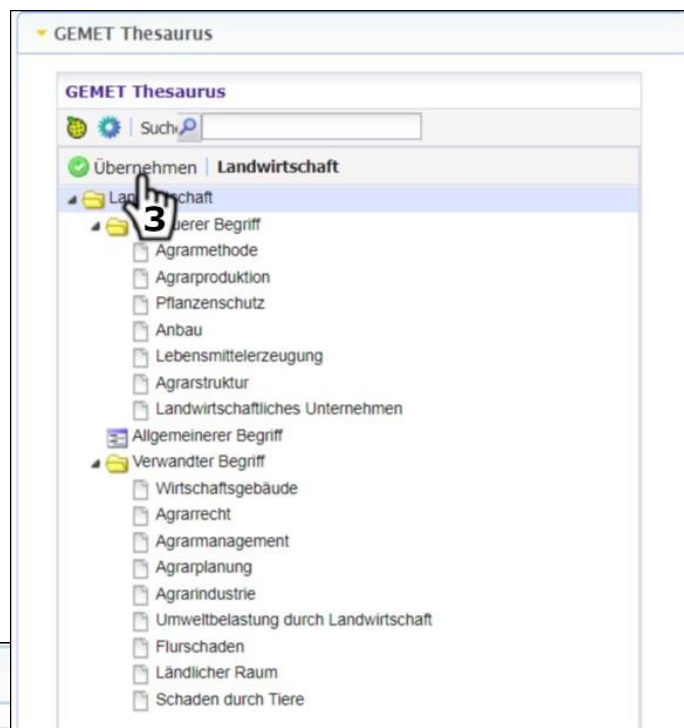 GEMET Thesaurus
GEMET Thesaurus
Such
Übernehmen Landwirtschaft
3
Agrarmethode
Agrarproduktion
Pflanzenschutz
Anbau
Lebensmittelerzeugung
Agrarstruktur
Landwirtschaftliches Unternehmen
Allgemeinerer Begriff
Verwandter Begriff
Wirtschaftsgebäude
Agrarrecht
Agrarmanagement
Agrarplanung
Agrarindustrie
Umweltbelastung durch Landwirtschaft
Flurschaden
Ländlicher Raum
Schaden durch Tiere